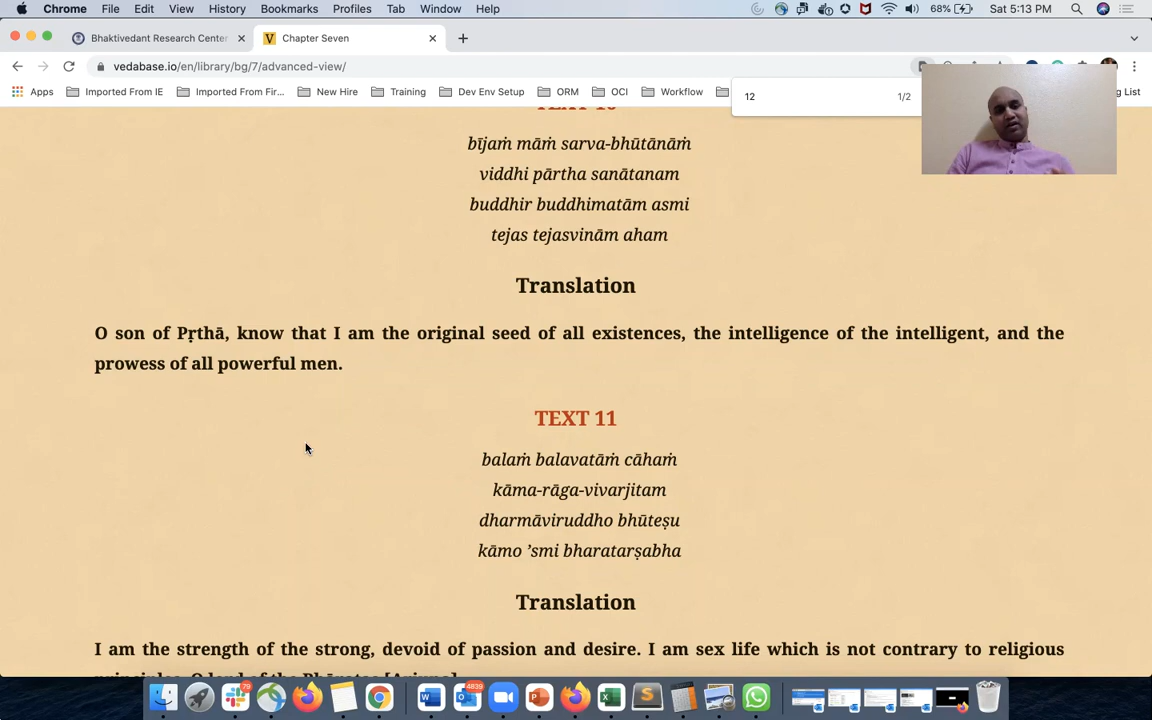 Chrome File Edit View History Bookmarks Profiles Tab Window Help 68% Sat 5:13 PM
Bhaktivedant Research Center Chapter Seven
vedabase.io/en/library/bg/7/advanced-view/
Apps Imported From IE Imported From Fir... New Hire Training Dev Env Setup ORM OCI Workflow g List
12 1/2
bījaṁ māṁ sarva-bhūtānāṁ
viddhi pārtha sanātanam
buddhir buddhimatām asmi
tejas tejasvinām aham
Translation
O son of Pṛthā, know that I am the original seed of all existences, the intelligence of the intelligent, and the
prowess of all powerful men.
TEXT 11
balaṁ balavatāṁ cāhaṁ
kāma-rāga-vivarjitam
dharmāviruddho bhūteṣu
kāmo ’smi bharatarṣabha
Translation
I am the strength of the strong, devoid of passion and desire. I am sex life which is not contrary to religious
79 4839